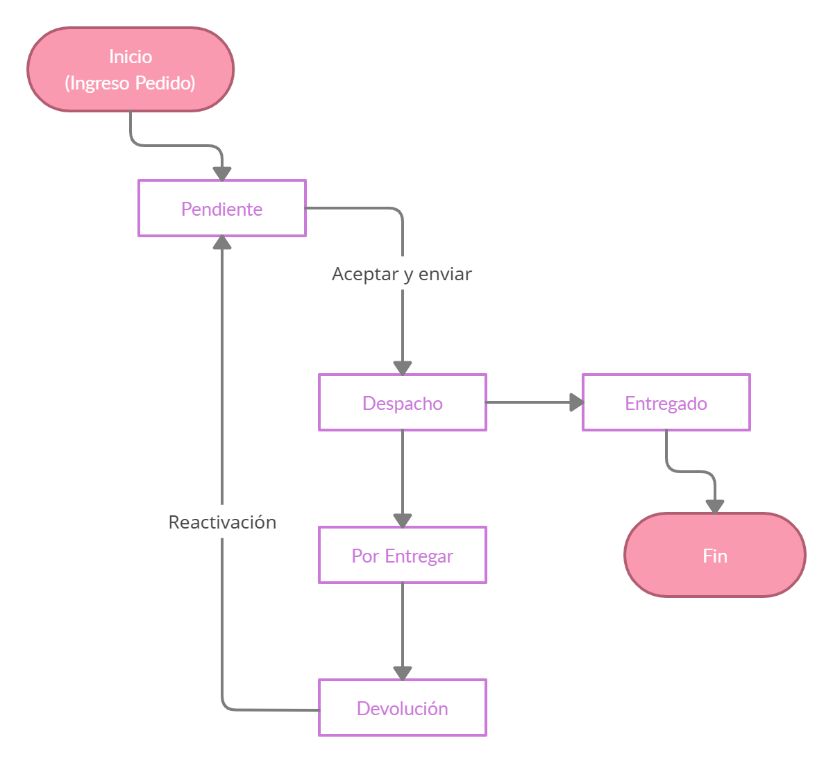 Inicio
(Ingreso Pedido)
Pendiente
Aceptar y enviar
Despacho
Entregado
Reactivación
Por Entregar
Fin
Devolución